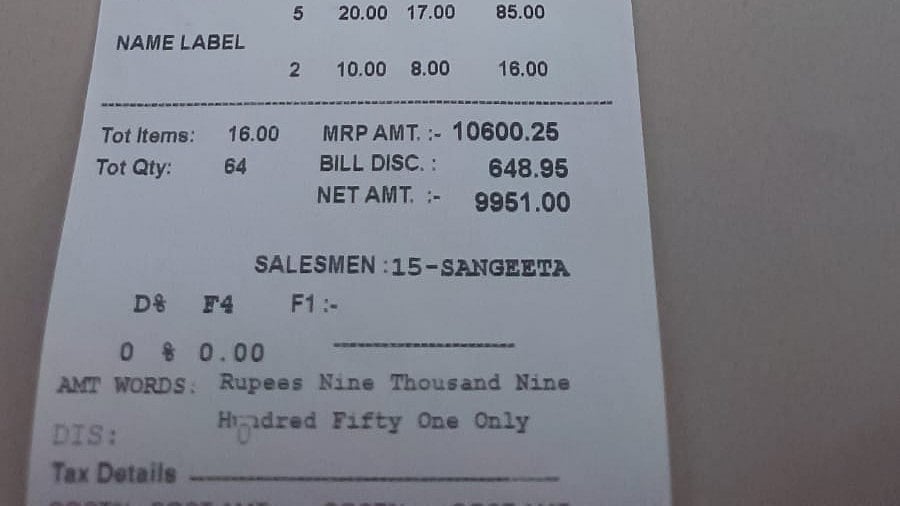 5 20.00 17.00 85.00
NAME LABEL
2 10.00 8.00 16.00
Tot Items: 16.00 MRP AMT. :- 10600.25
Tot Qty: 64 BILL DISC. : 648.95
NET AMT. :- 9951.00
SALESMEN :15-SANGEETA
D% F4 F1 :-
0 % 0.00
AMT WORDS: Rupees Nine Thousand Nine
Hundred Fifty One Only
DIS: 0
Tax Details